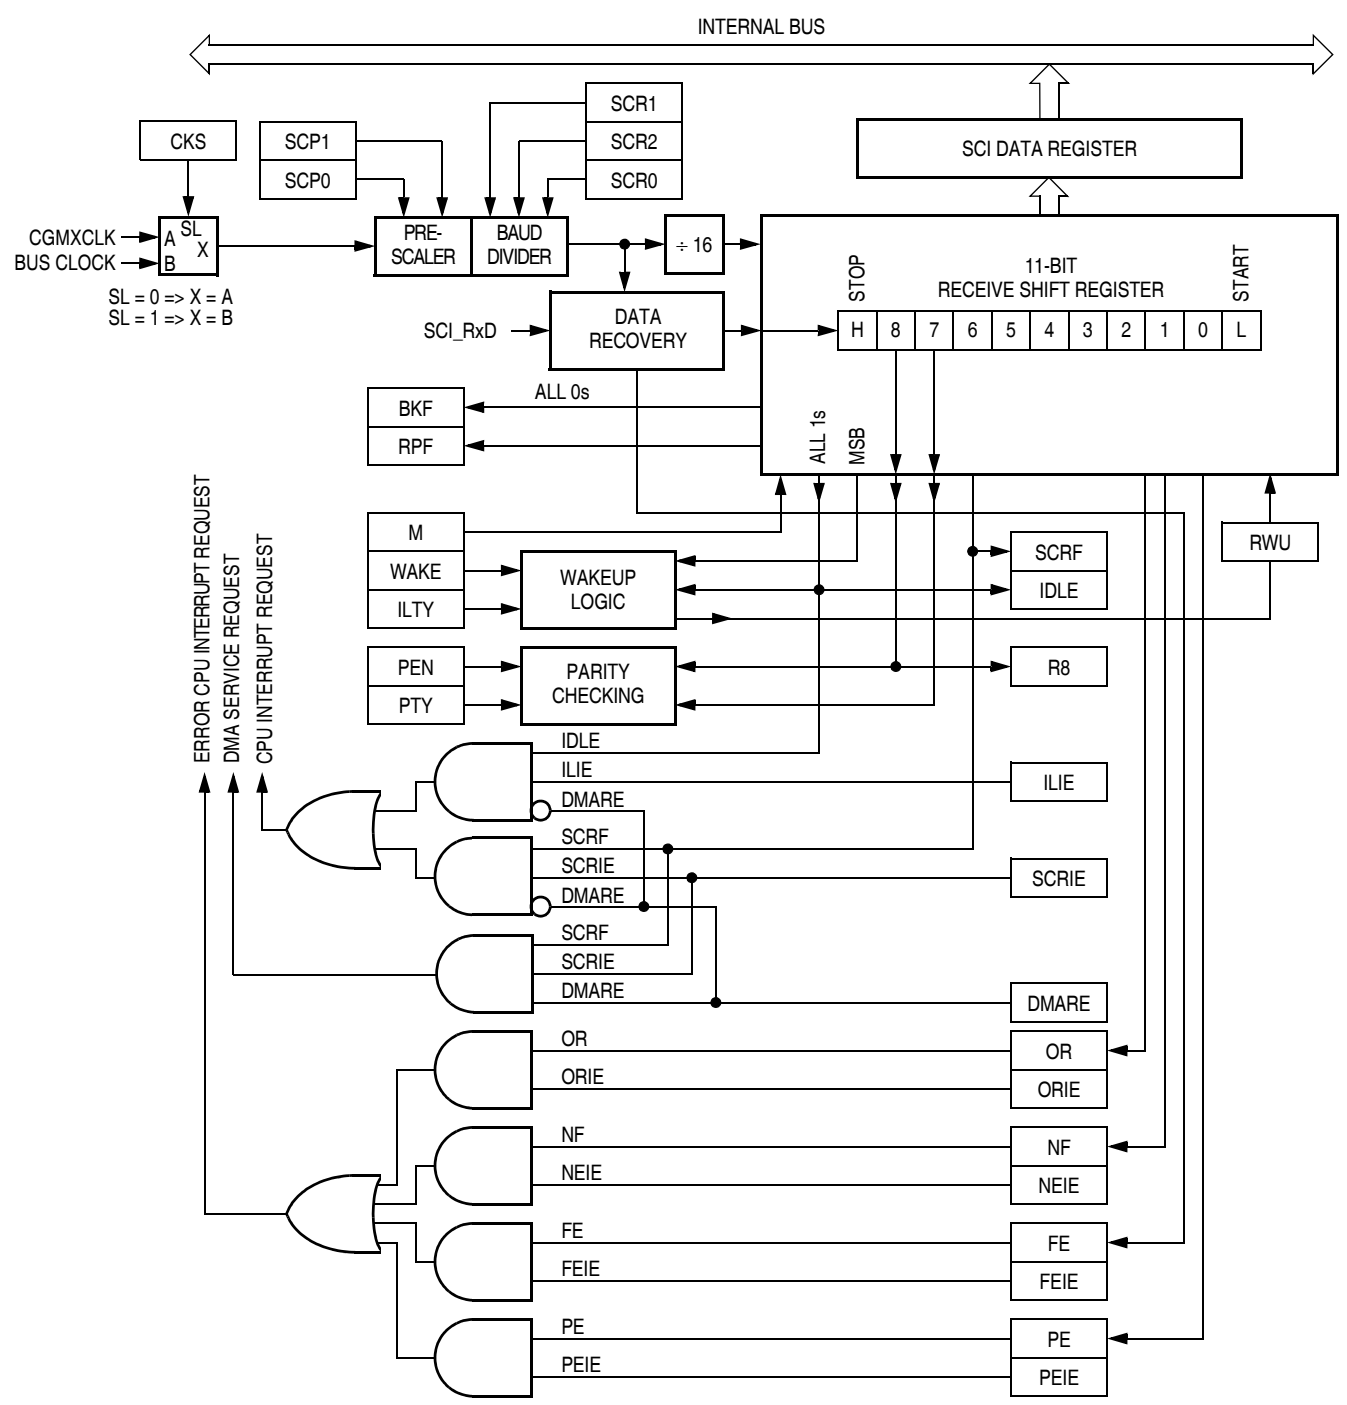 INTERNAL BUS
SCR1
SCR2
SCR0
CKS
SCP1
SCP0
SCI DATA REGISTER
CGMXCLK
BUS CLOCK
SL
A
X
B
SL = 0 => X = A
SL = 1 => X = B
PRE-
SCALER
BAUD
DIVIDER
÷ 16
DATA
RECOVERY
SCI_RxD
STOP
11-BIT
RECEIVE SHIFT REGISTER
START
H 8 7 6 5 4 3 2 1 0 L
ALL 0s
BKF
RPF
ALL 1s
MSB
ERROR CPU INTERRUPT REQUEST
DMA SERVICE REQUEST
CPU INTERRUPT REQUEST
M
WAKE
ILTY
WAKEUP
LOGIC
SCRF
IDLE
RWU
PEN
PTY
PARITY
CHECKING
R8
IDLE
ILIE
DMARE
ILIE
SCRF
SCRIE
DMARE
SCRIE
SCRF
SCRIE
DMARE
DMARE
OR
ORIE
OR
ORIE
NF
NEIE
NF
NEIE
FE
FEIE
FE
FEIE
PE
PEIE
PE
PEIE